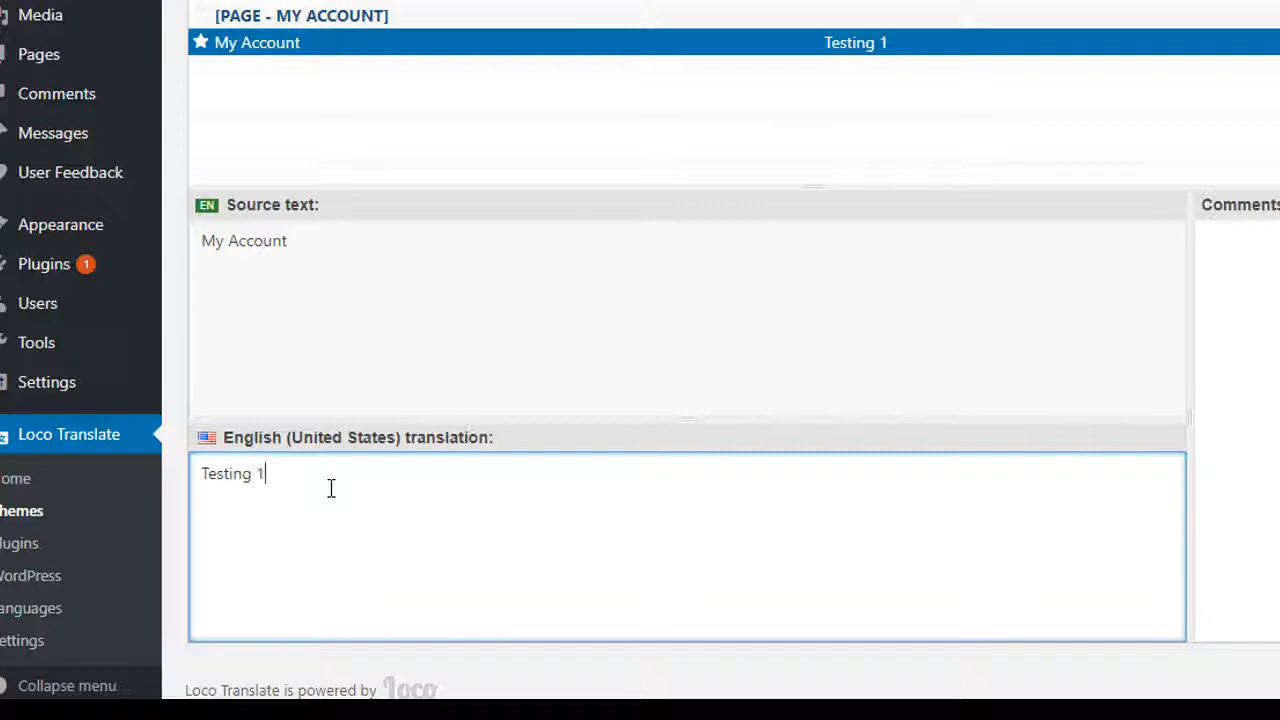 Media
Pages
Comments
Messages
User Feedback
Appearance
Plugins 1
Users
Tools
Settings
Loco Translate
ome
hemes
lugins
ordPress
anguages
ettings
Collapse menu
[PAGE - MY ACCOUNT]
My Account Testing 1
EN Source text:
My Account
Comments
English (United States) translation:
Testing 1
Loco Translate is powered by loco